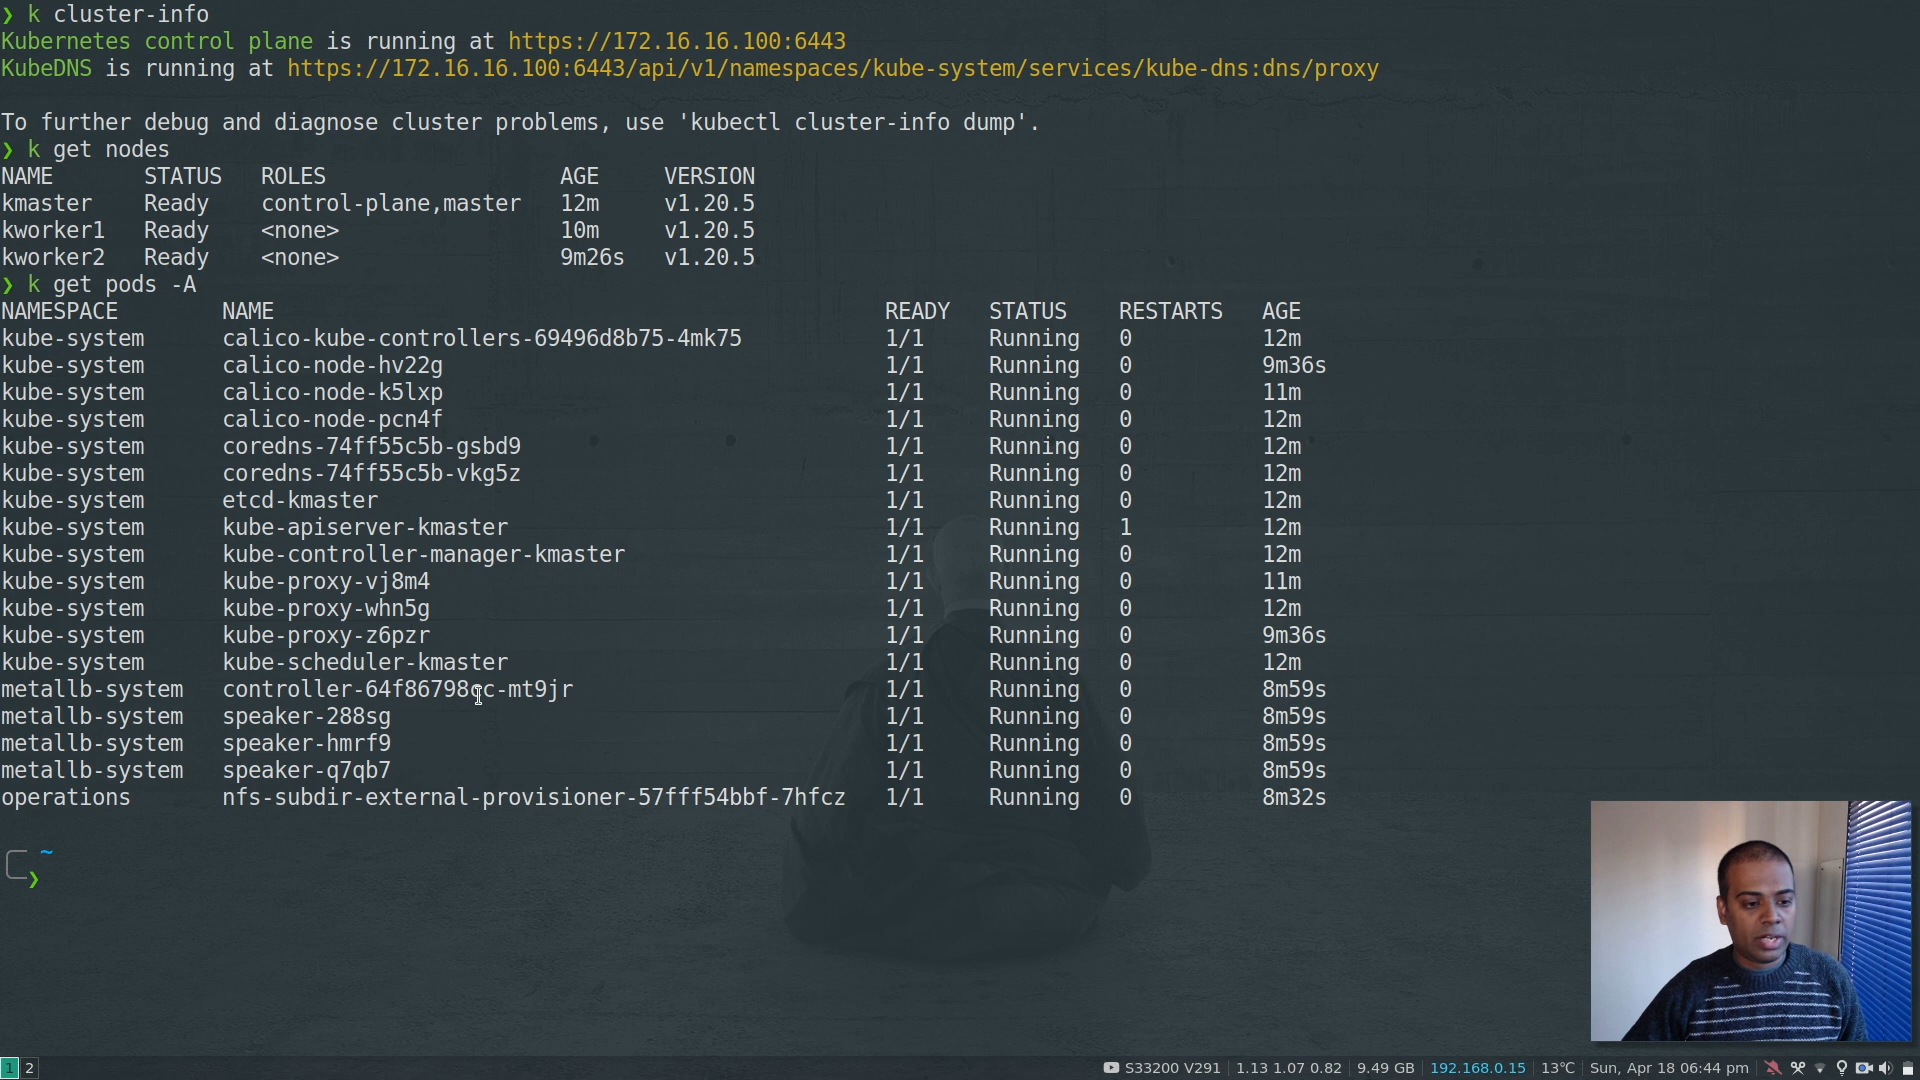 ❯ k cluster-info
Kubernetes control plane is running at https://172.16.16.100:6443
KubeDNS is running at https://172.16.16.100:6443/api/v1/namespaces/kube-system/services/kube-dns:dns/proxy
To further debug and diagnose cluster problems, use 'kubectl cluster-info dump'.
❯ k get nodes
NAME STATUS ROLES AGE VERSION
kmaster Ready control-plane,master 12m v1.20.5
kworker1 Ready <none> 10m v1.20.5
kworker2 Ready <none> 9m26s v1.20.5
❯ k get pods -A
NAMESPACE NAME READY STATUS RESTARTS AGE
kube-system calico-kube-controllers-69496d8b75-4mk75 1/1 Running 0 12m
kube-system calico-node-hv22g 1/1 Running 0 9m36s
kube-system calico-node-k5lxp 1/1 Running 0 11m
kube-system calico-node-pcn4f 1/1 Running 0 12m
kube-system coredns-74ff55c5b-gsbd9 1/1 Running 0 12m
kube-system coredns-74ff55c5b-vkg5z 1/1 Running 0 12m
kube-system etcd-kmaster 1/1 Running 0 12m
kube-system kube-apiserver-kmaster 1/1 Running 1 12m
kube-system kube-controller-manager-kmaster 1/1 Running 0 12m
kube-system kube-proxy-vj8m4 1/1 Running 0 11m
kube-system kube-proxy-whn5g 1/1 Running 0 12m
kube-system kube-proxy-z6pzr 1/1 Running 0 9m36s
kube-system kube-scheduler-kmaster 1/1 Running 0 12m
metallb-system controller-64f86798cc-mt9jr 1/1 Running 0 8m59s
metallb-system speaker-288sg 1/1 Running 0 8m59s
metallb-system speaker-hmrf9 1/1 Running 0 8m59s
metallb-system speaker-q7qb7 1/1 Running 0 8m59s
operations nfs-subdir-external-provisioner-57fff54bbf-7hfcz 1/1 Running 0 8m32s
~
❯
1 2 S33200 V291 1.13 1.07 0.82 9.49 GB 192.168.0.15 13℃ Sun, Apr 18 06:44 pm